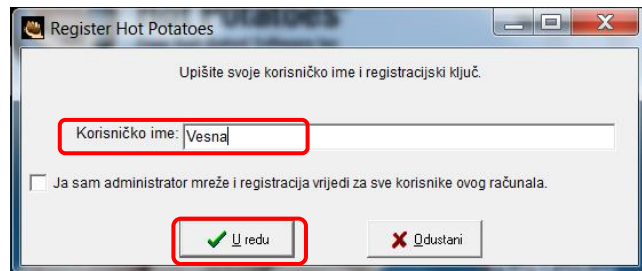 Register Hot Potatoes
Upišite svoje korisničko ime i registracijski ključ.
Korisničko ime: Vesna
Ja sam administrator mreže i registracija vrijedi za sve korisnike ovog računala.
U redu Odustani